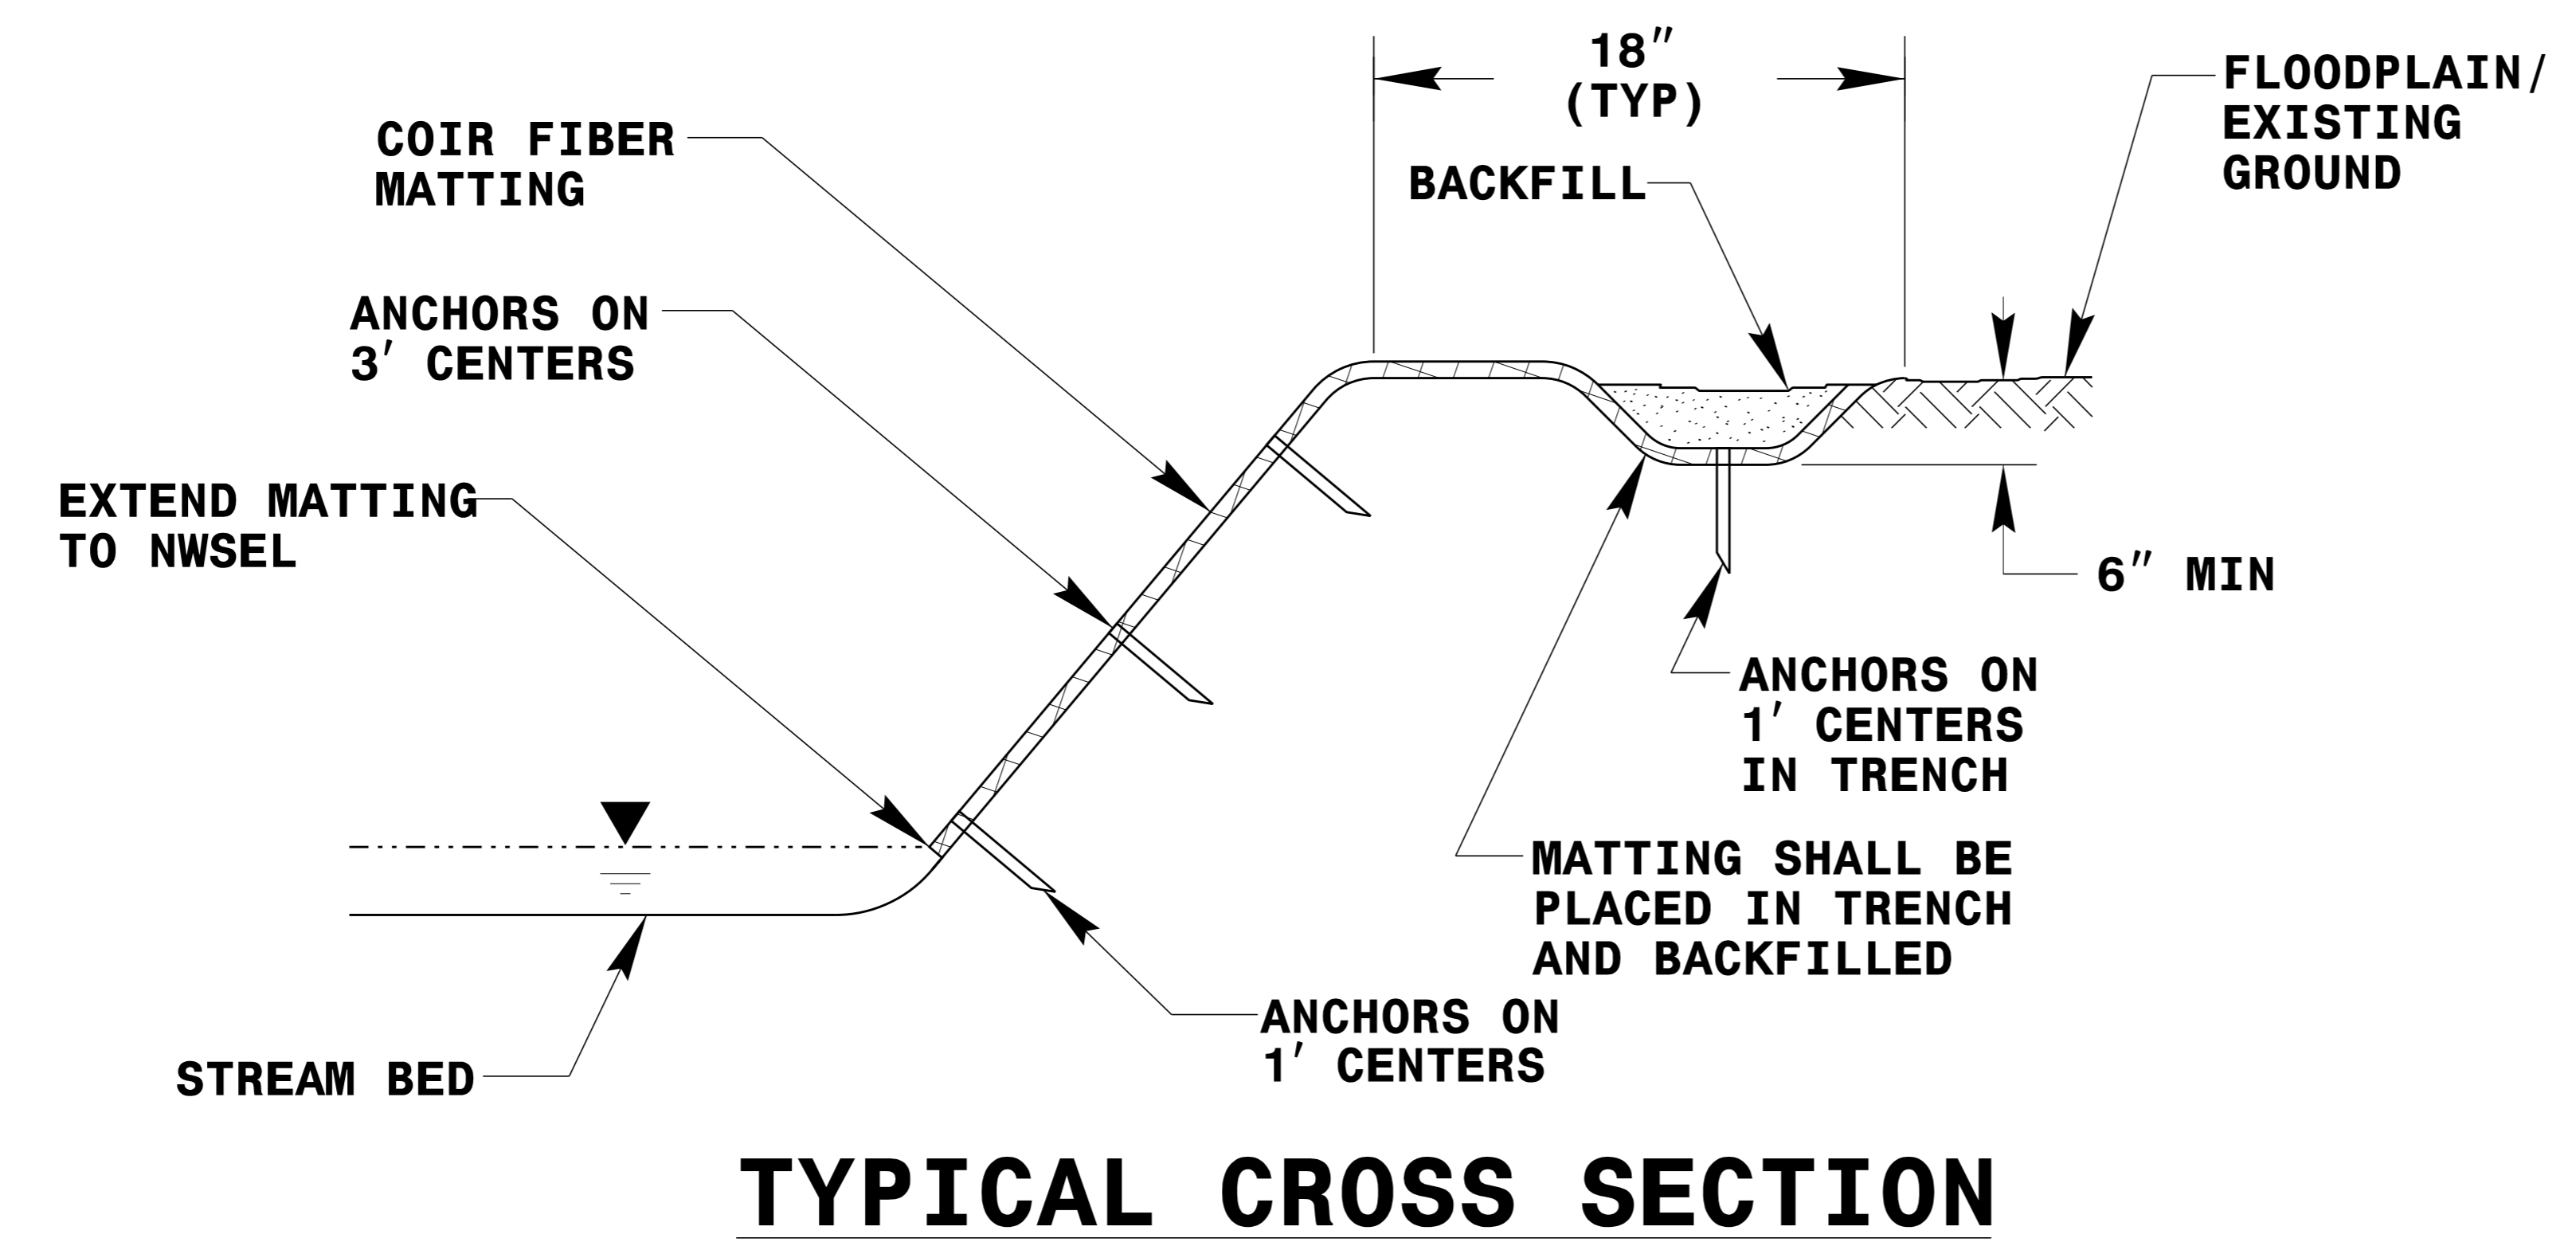 18"
(TYP)
FLOODPLAIN/
EXISTING
GROUND
COIR FIBER
MATTING
BACKFILL
ANCHORS ON
3' CENTERS
EXTEND MATTING
TO NWSEL
6" MIN
ANCHORS ON
1' CENTERS
IN TRENCH
MATTING SHALL BE
PLACED IN TRENCH
AND BACKFILLED
ANCHORS ON
1' CENTERS
STREAM BED
TYPICAL CROSS SECTION